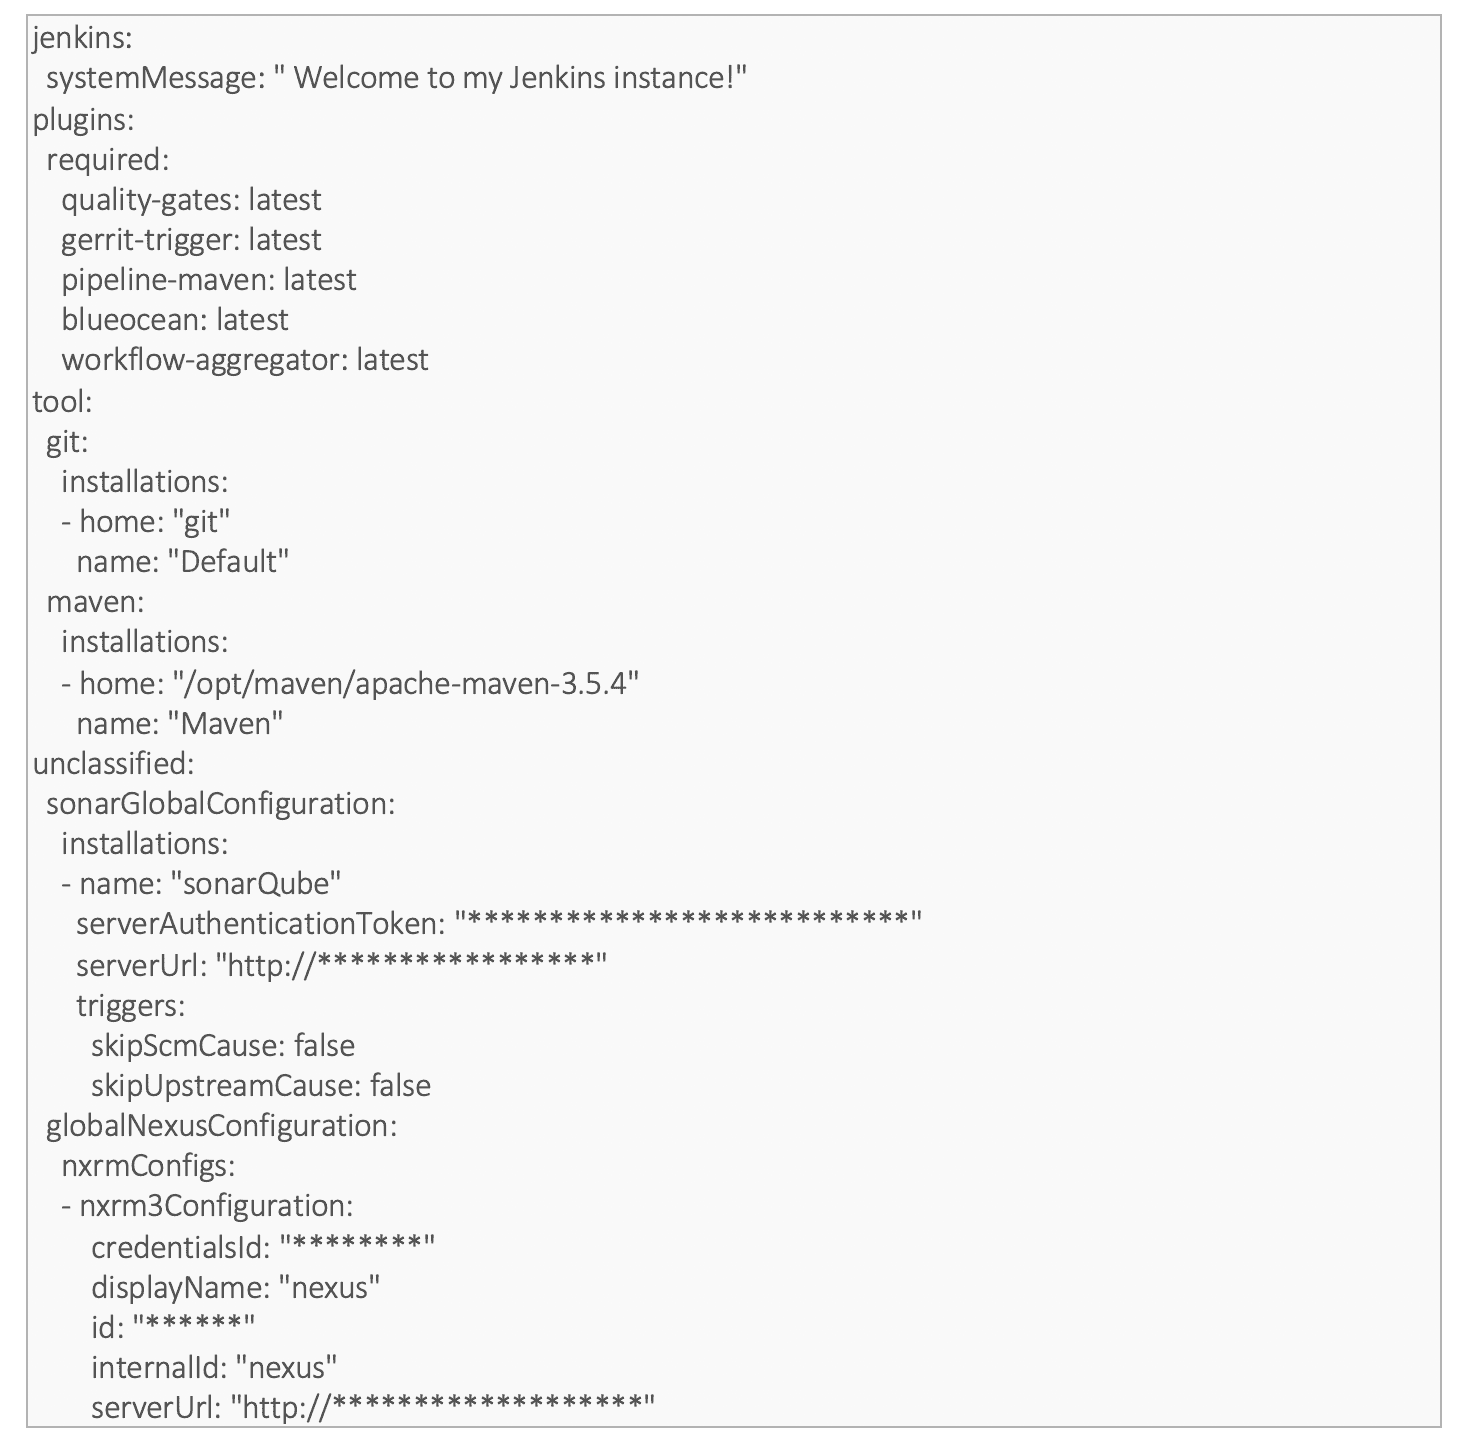 jenkins:
  systemMessage: " Welcome to my Jenkins instance!"
plugins:
  required:
    quality-gates: latest
    gerrit-trigger: latest
    pipeline-maven: latest
    blueocean: latest
    workflow-aggregator: latest
tool:
  git:
    installations:
    - home: "git"
      name: "Default"
  maven:
    installations:
    - home: "/opt/maven/apache-maven-3.5.4"
      name: "Maven"
unclassified:
  sonarGlobalConfiguration:
    installations:
    - name: "sonarQube"
      serverAuthenticationToken: "***************************"
      serverUrl: "http://*****************"
      triggers:
        skipScmCause: false
        skipUpstreamCause: false
  globalNexusConfiguration:
    nxrmConfigs:
    - nxrm3Configuration:
        credentialsId: "********"
        displayName: "nexus"
        id: "******"
        internalId: "nexus"
        serverUrl: "http://*******************"